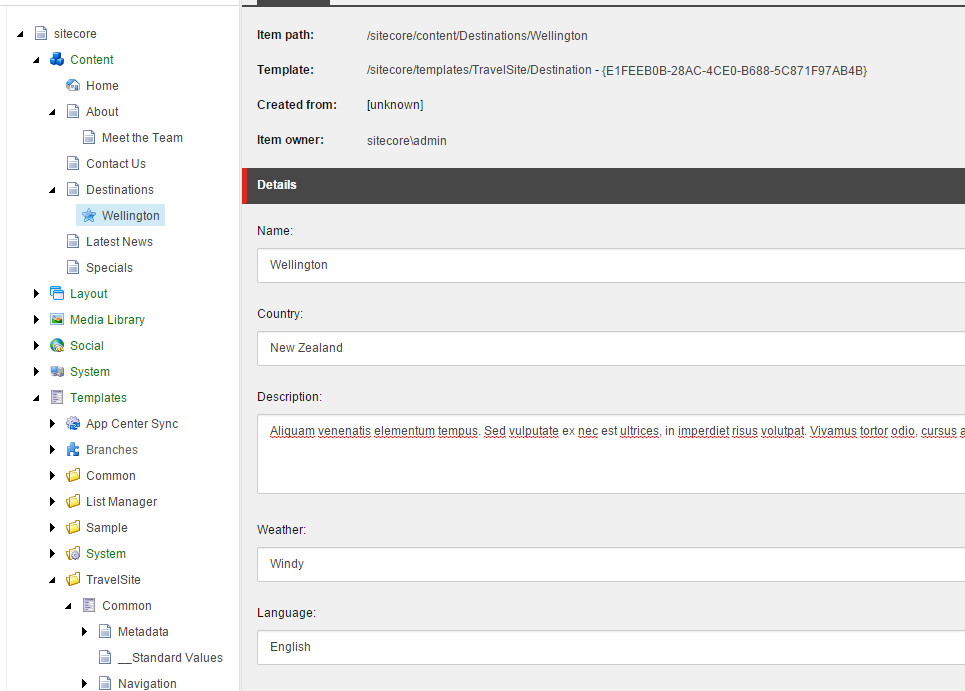 sitecore
Content
Home
About
Meet the Team
Contact Us
Destinations
Wellington
Latest News
Specials
Layout
Media Library
Social
System
Templates
App Center Sync
Branches
Common
List Manager
Sample
System
TravelSite
Common
Metadata
__Standard Values
Navigation
Item path: /sitecore/content/Destinations/Wellington
Template: /sitecore/templates/TravelSite/Destination - {E1FEEB0B-28AC-4CE0-B688-5C871F97AB4B}
Created from: [unknown]
Item owner: sitecore\admin
Details
Name:
Wellington
Country:
New Zealand
Description:
Aliquam venenatis elementum tempus. Sed vulputate ex nec est ultrices, in imperdiet risus volutpat. Vivamus tortor odio, cursus a
Weather:
Windy
Language:
English